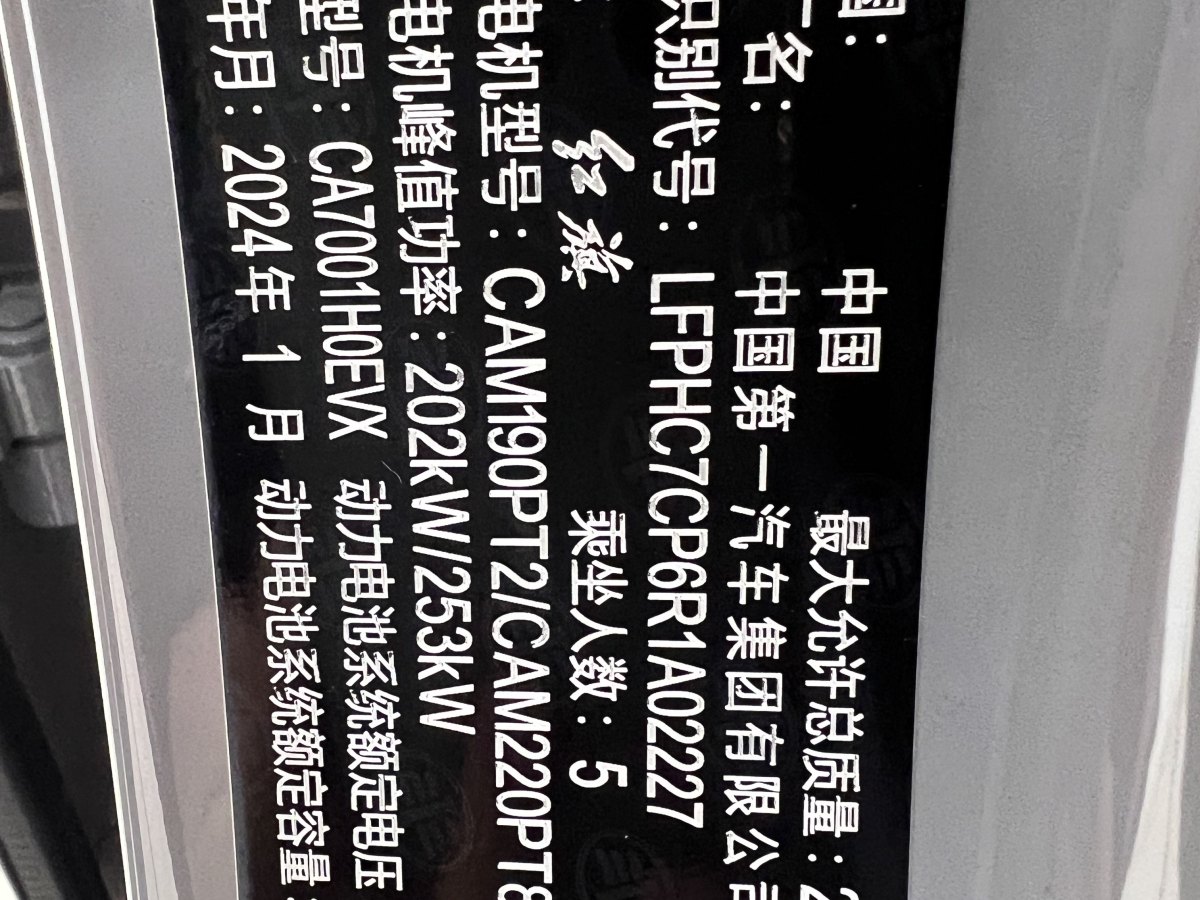 国： 中国 最大允许总质量：2
名： 中国第一汽车集团有限公
识别代号：LFPHC7CP6R1A02227
红旗 乘坐人数：5
电机型号：CAM190PT2/CAM220PT8
电机峰值功率：202kW/253kW
型号：CA7001H0EVX 动力电池系统额定电压
年月：2024年1月 动力电池系统额定容量：